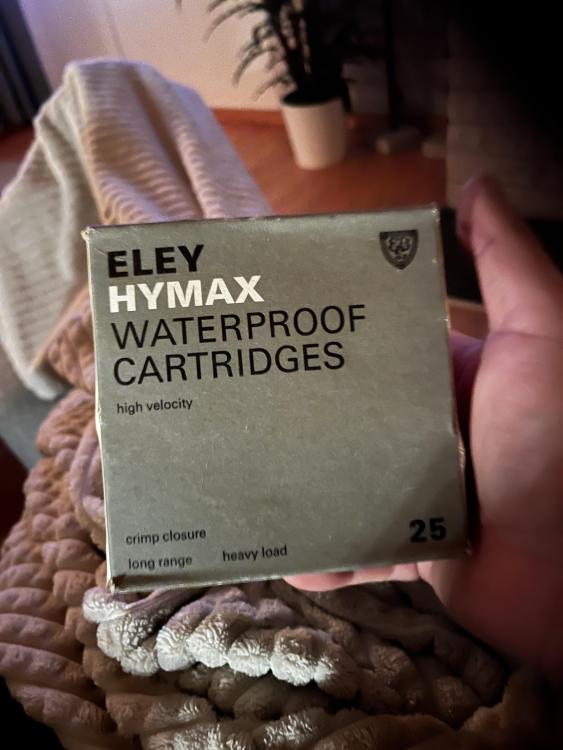 ELEY
HYMAX
WATERPROOF
CARTRIDGES
high velocity
crimp closure
long range heavy load
25